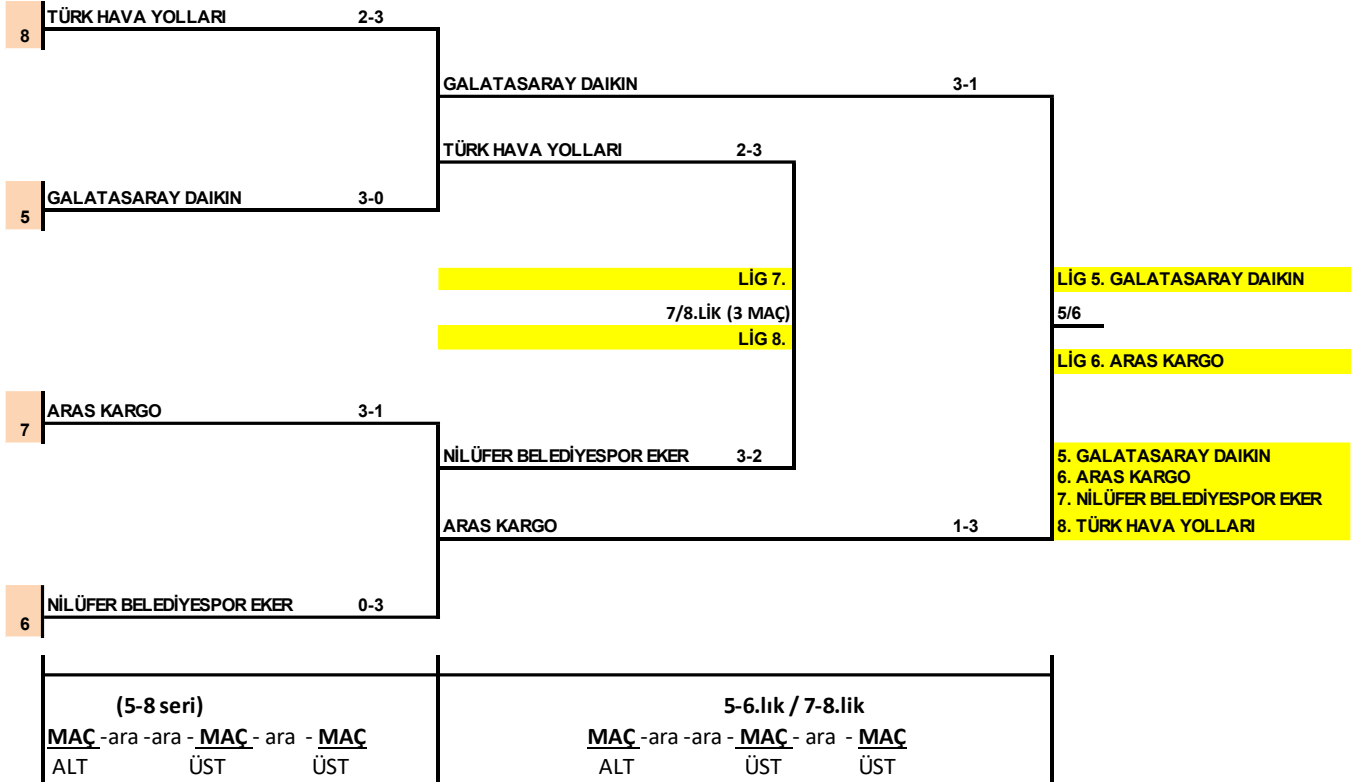 TÜRK HAVA YOLLARI 2-3
8
GALATASARAY DAIKIN 3-1
TÜRK HAVA YOLLARI 2-3
GALATASARAY DAIKIN 3-0
5
LİG 7.
LİG 5. GALATASARAY DAIKIN
7/8.LİK (3 MAÇ)
5/6
LİG 8.
LİG 6. ARAS KARGO
ARAS KARGO 3-1
7
NİLÜFER BELEDİYESPOR EKER 3-2
5. GALATASARAY DAIKIN
6. ARAS KARGO
7. NİLÜFER BELEDİYESPOR EKER
ARAS KARGO 1-3
8. TÜRK HAVA YOLLARI
NİLÜFER BELEDİYESPOR EKER 0-3
6
(5-8 seri)
5-6.lık / 7-8.lik
MAÇ -ara -ara - MAÇ - ara - MAÇ
MAÇ -ara -ara - MAÇ - ara - MAÇ
ALT ÜST ÜST
ALT ÜST ÜST